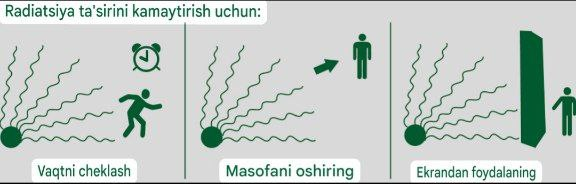 Radiatsiya ta'sirini kamaytirish uchun:
Vaqtni cheklash
Masofani oshiring
Ekrandan foydalaning